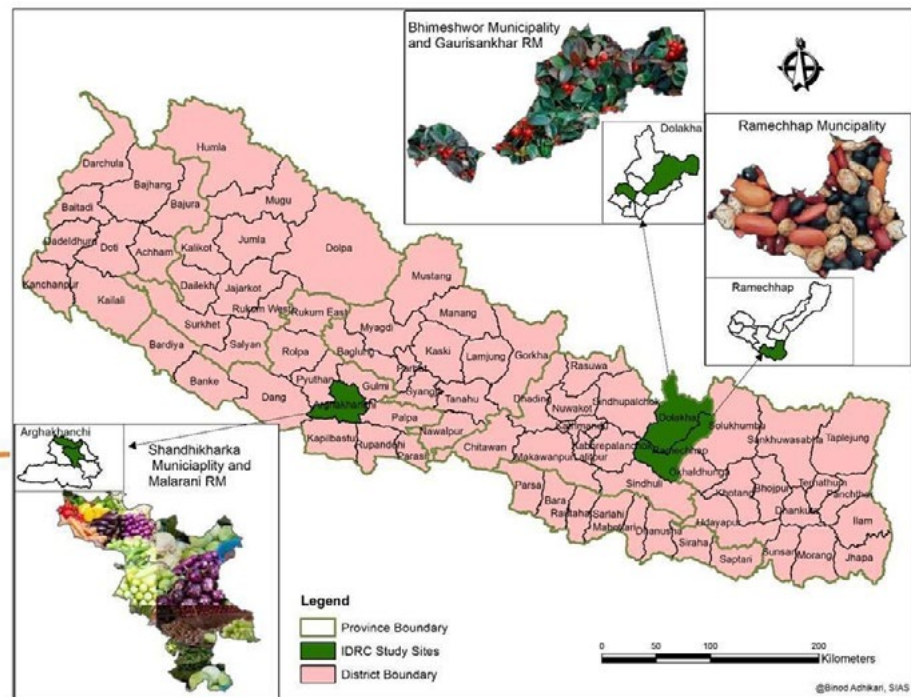 Bhimeshwor Municipality
and Gaurisankhar RM
Dolakha
Ramechhap Muncipality
Ramechhap
Humla
Darchula
Bajhang
Bajura
Mugu
Baitadi
Dadeldhura
Doti
Achham
Kalikot
Jumla
Dolpa
Kanchanpur
Dailekh
Jajarkot
Mustang
Kailali
Rukum West
Rukum East
Manang
Surkhet
Myagdi
Bardiya
Salyan
Rolpa
Baglung
Kaski
Lamjung
Gorkha
Parbat
Rasuwa
Banke
Pyuthan
Gulmi
Syangja
Dang
Tanahu
Dhading
Nuwakot
Sindhupalchok
Dolakha
Arghakhanchi
Palpa
Kathmandu
Solukhumbu
Taplejung
Nawalpur
Kabhrepalanchok
Sankhuwasabha
Kapilbastu
Rupandehi
Parasi
Chitawan
Makawanpur
Lalitpur
Ramechhap
Okhaldhunga
Sindhuli
Khotang
Bhojpur
Terhathum
Panchthar
Parsa
Bara
Rautahat
Sarlahi
Mahottari
Dhanusha
Siraha
Udayapur
Dhankuta
Ilam
Saptari
Sunsari
Morang
Jhapa
Arghakhanchi
Shandhikharka
Municiaplity and
Malarani RM
Legend
Province Boundary
IDRC Study Sites
District Boundary
0 50 100 200
Kilometers
@Binod Adhikari, SIAS